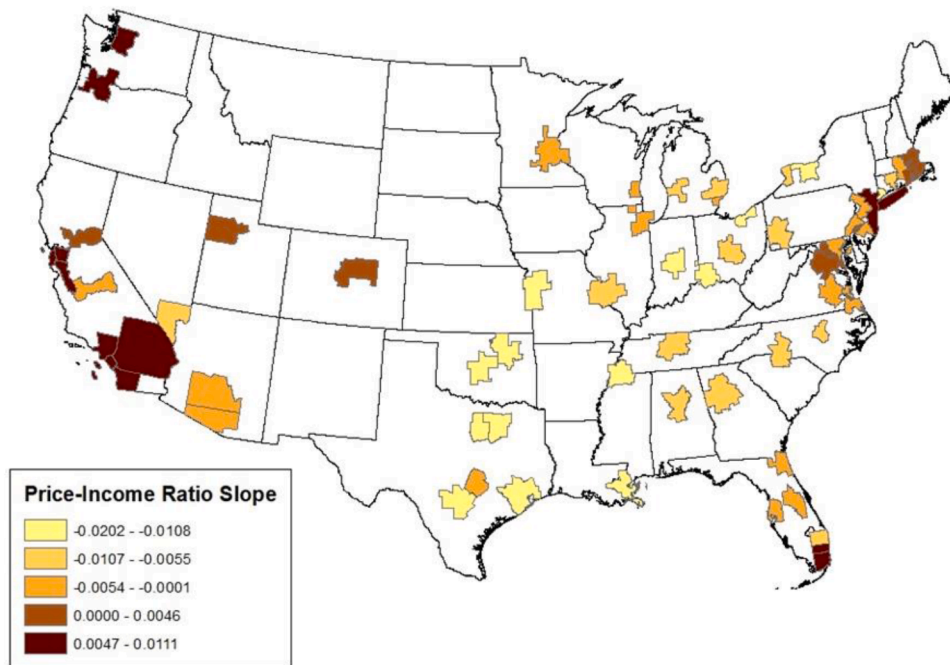 Price-Income Ratio Slope
-0.0202 - -0.0108
-0.0107 - -0.0055
-0.0054 - -0.0001
0.0000 - 0.0046
0.0047 - 0.0111